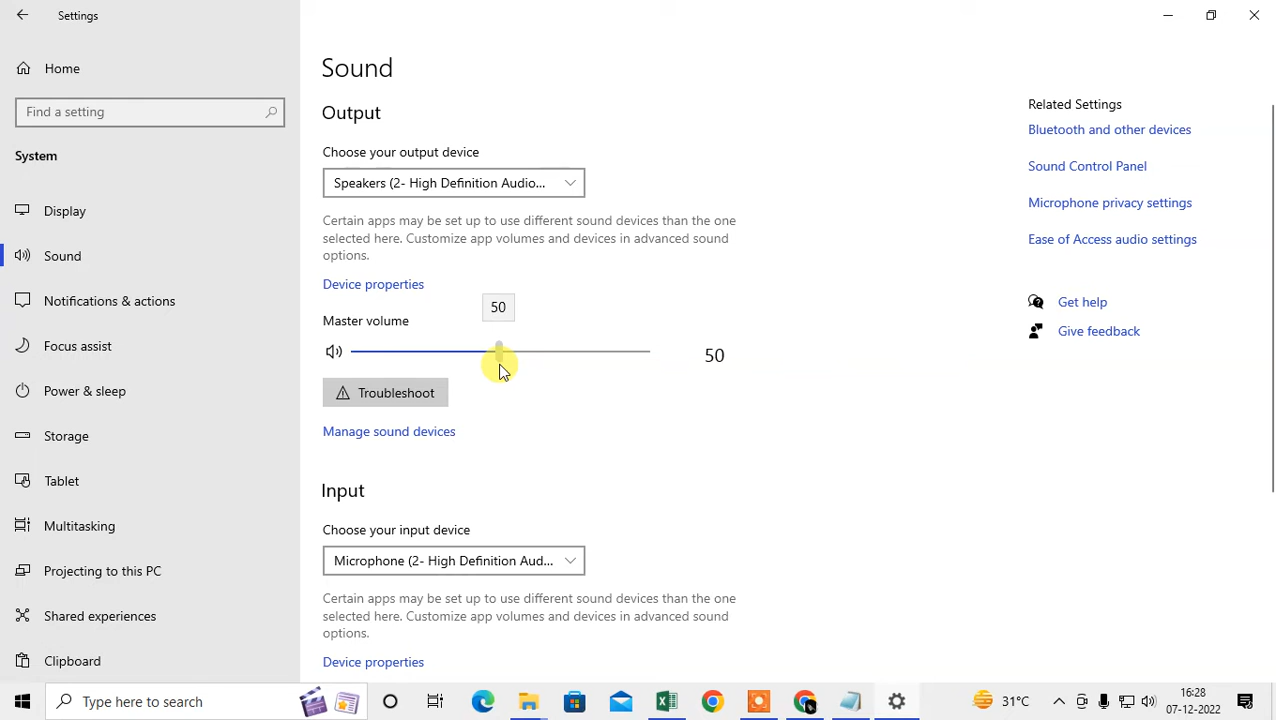 Settings
Home
Find a setting
System
Display
Sound
Notifications & actions
Focus assist
Power & sleep
Storage
Tablet
Multitasking
Projecting to this PC
Shared experiences
Clipboard
Sound
Output
Choose your output device
Speakers (2- High Definition Audio...
Certain apps may be set up to use different sound devices than the one
selected here. Customize app volumes and devices in advanced sound
options.
Device properties
50
Master volume
50
Troubleshoot
Manage sound devices
Input
Choose your input device
Microphone (2- High Definition Aud...
Certain apps may be set up to use different sound devices than the one
selected here. Customize app volumes and devices in advanced sound
options.
Device properties
Related Settings
Bluetooth and other devices
Sound Control Panel
Microphone privacy settings
Ease of Access audio settings
Get help
Give feedback
Type here to search
31°C
16:28
07-12-2022